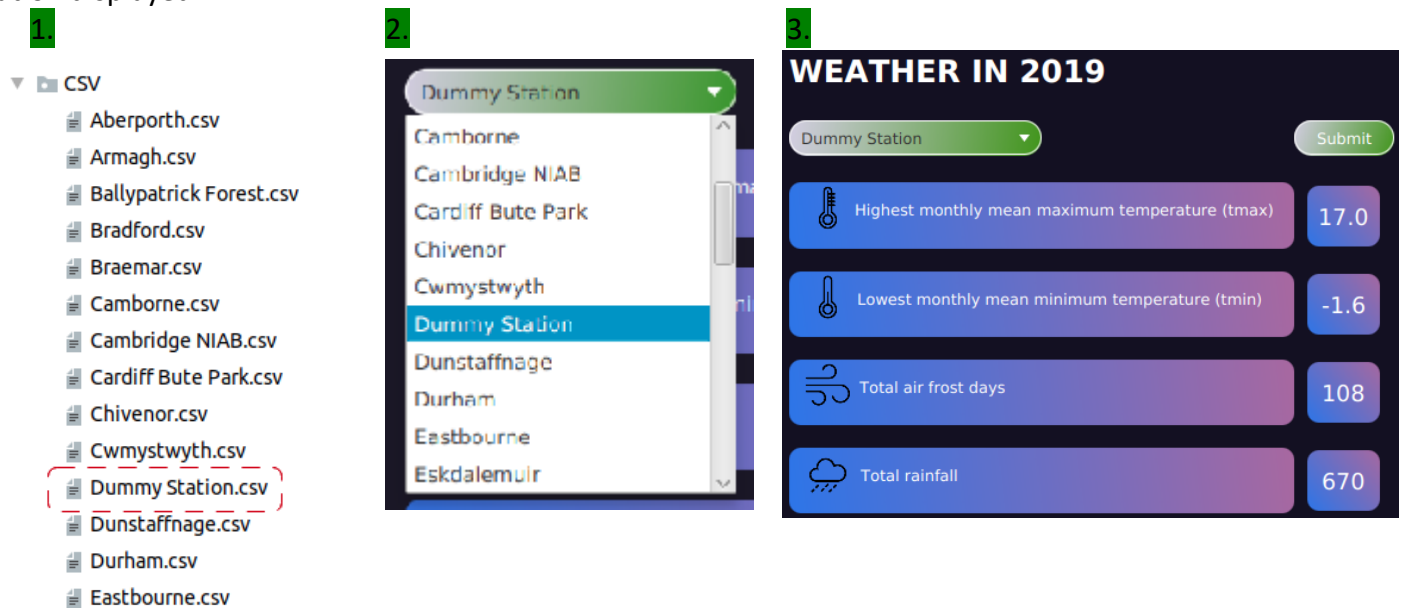 1.
CSV
Aberporth.csv
Armagh.csv
Ballypatrick Forest.csv
Bradford.csv
Braemar.csv
Camborne.csv
Cambridge NIAB.csv
Cardiff Bute Park.csv
Chivenor.csv
Cwmystwyth.csv
Dummy Station.csv
Dunstaffnage.csv
Durham.csv
Eastbourne.csv
2.
Dummy Station
Camborne
Cambridge NIAB
Cardiff Bute Park
Chivenor
Cwmystwyth
Dummy Station
Dunstaffnage
Durham
Eastbourne
Eskdalemuir
3.
WEATHER IN 2019
Dummy Station
Submit
Highest monthly mean maximum temperature (tmax)
17.0
Lowest monthly mean minimum temperature (tmin)
-1.6
Total air frost days
108
Total rainfall
670